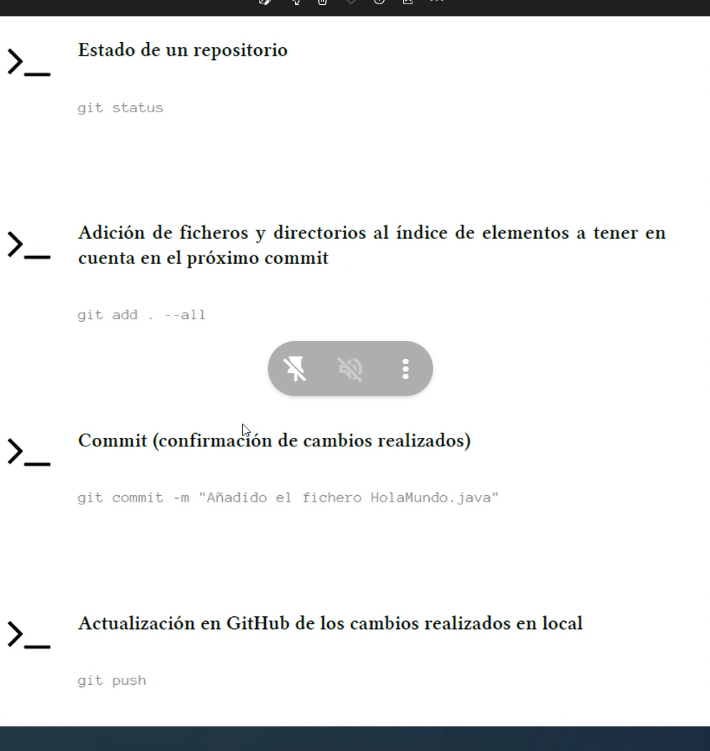 Estado de un repositorio
git status
Adición de ficheros y directorios al índice de elementos a tener en
cuenta en el próximo commit
git add . --all
Commit (confirmación de cambios realizados)
git commit -m "Añadido el fichero HolaMundo.java"
Actualización en GitHub de los cambios realizados en local
git push